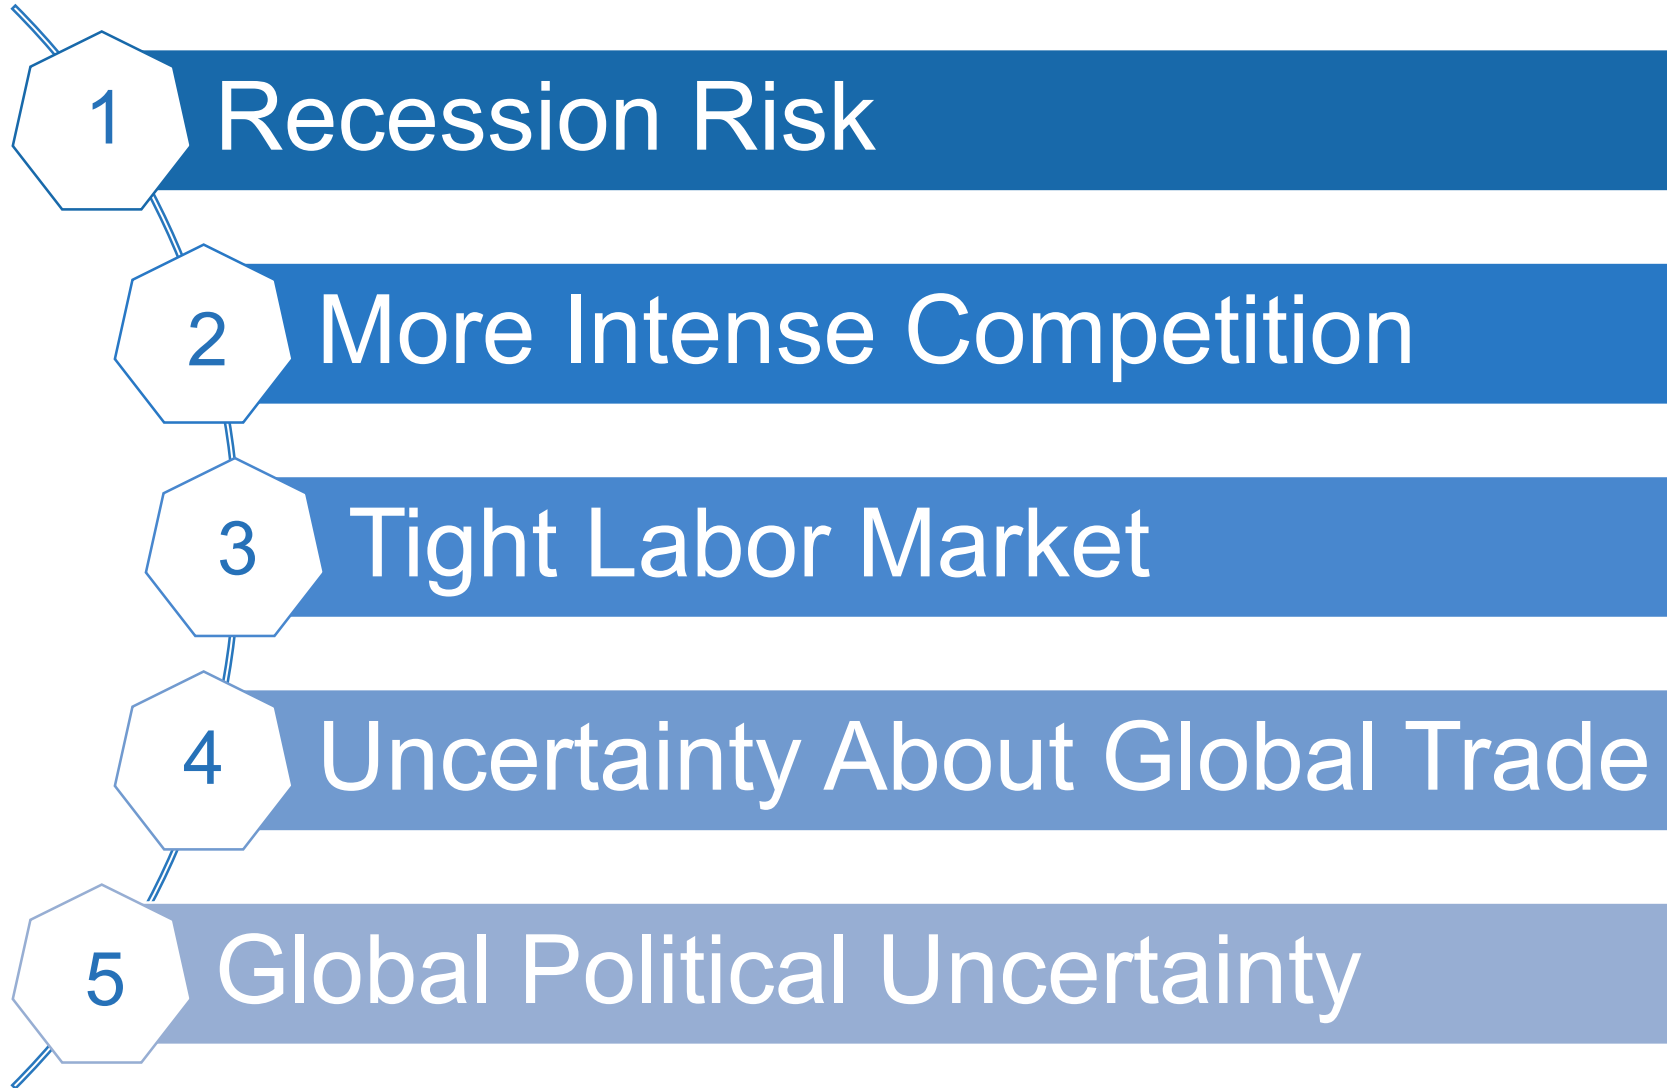 1 Recession Risk
2 More Intense Competition
3 Tight Labor Market
4 Uncertainty About Global Trade
5 Global Political Uncertainty